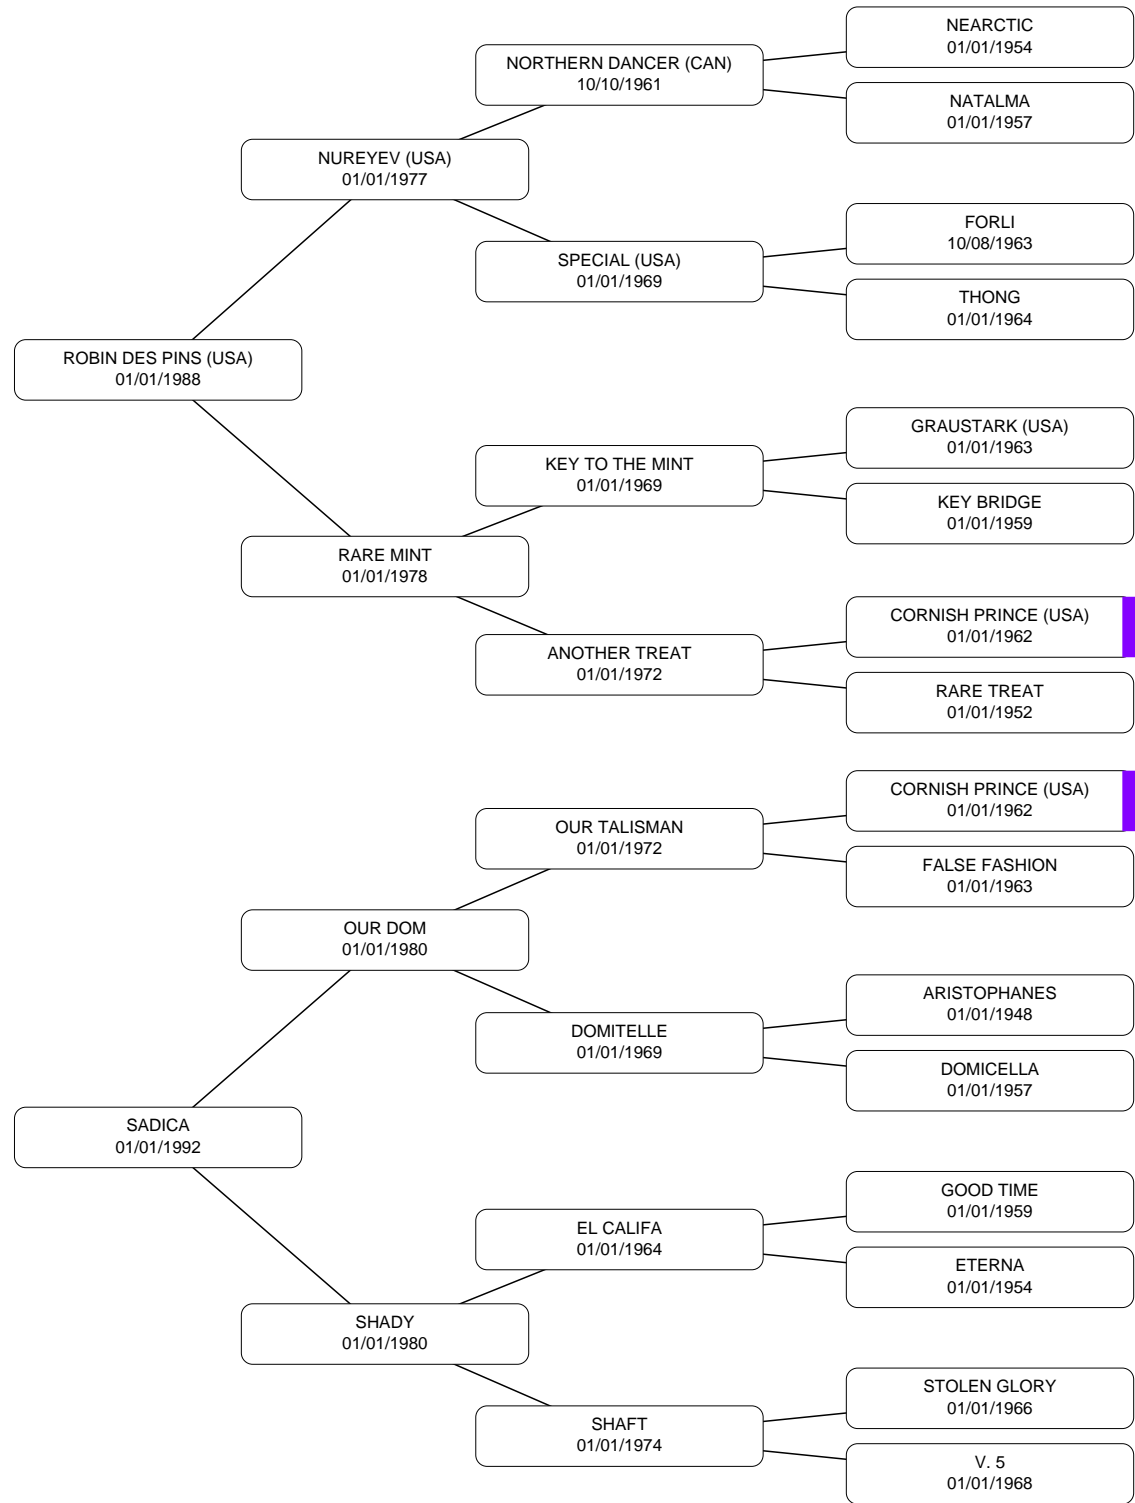 NEARCTIC
01/01/1954
NORTHERN DANCER (CAN)
10/10/1961
NATALMA
01/01/1957
NUREYEV (USA)
01/01/1977
FORLI
10/08/1963
SPECIAL (USA)
01/01/1969
THONG
01/01/1964
ROBIN DES PINS (USA)
01/01/1988
GRAUSTARK (USA)
01/01/1963
KEY TO THE MINT
01/01/1969
KEY BRIDGE
01/01/1959
RARE MINT
01/01/1978
CORNISH PRINCE (USA)
01/01/1962
ANOTHER TREAT
01/01/1972
RARE TREAT
01/01/1952
CORNISH PRINCE (USA)
01/01/1962
OUR TALISMAN
01/01/1972
FALSE FASHION
01/01/1963
OUR DOM
01/01/1980
ARISTOPHANES
01/01/1948
DOMITELLE
01/01/1969
DOMICELLA
01/01/1957
SADICA
01/01/1992
GOOD TIME
01/01/1959
EL CALIFA
01/01/1964
ETERNA
01/01/1954
SHADY
01/01/1980
STOLEN GLORY
01/01/1966
SHAFT
01/01/1974
V. 5
01/01/1968